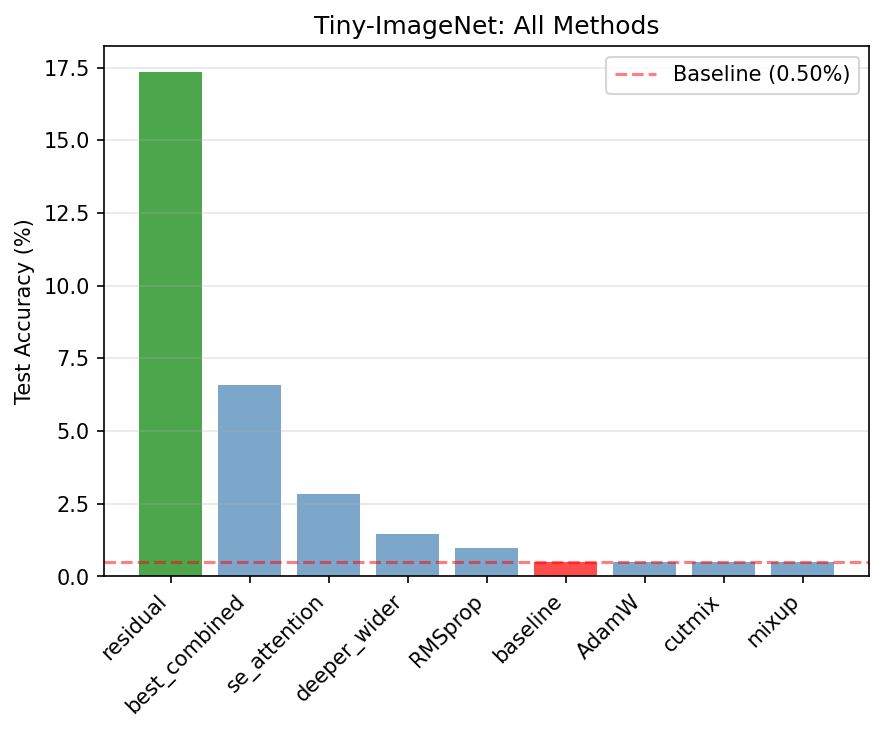 Tiny-ImageNet: All Methods
Baseline (0.50%)
Test Accuracy (%)
17.5
15.0
12.5
10.0
7.5
5.0
2.5
0.0
residual
best_combined
se_attention
deeper_wider
RMSprop
baseline
AdamW
cutmix
mixup